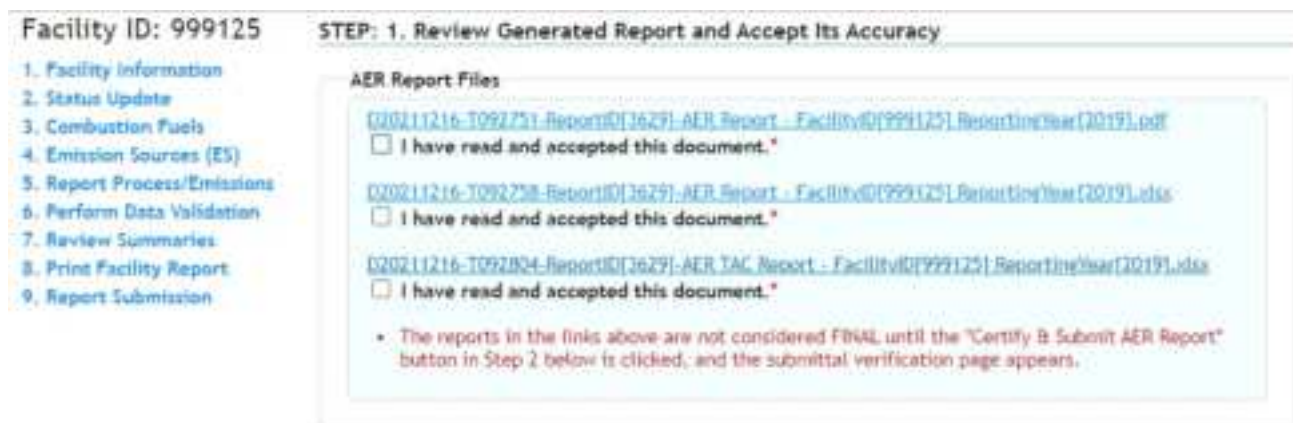 Facility ID: 999125
1. Facility Information
2. Status Update
3. Combustion Fuels
4. Emission Sources (ES)
5. Report Process/Emissions
6. Perform Data Validation
7. Review Summaries
8. Print Facility Report
9. Report Submission
STEP: 1. Review Generated Report and Accept Its Accuracy
AER Report Files
D20211216-T092751-ReportID[3629]-AER Report - FacilityID[999125] ReportingYear[2019].pdf
I have read and accepted this document.*
D20211216-T092758-ReportID[3629]-AER Report - FacilityID[999125] ReportingYear[2019].xlsx
I have read and accepted this document.*
D20211216-T092804-ReportID[3629]-AER TAC Report - FacilityID[999125] ReportingYear[2019].xlsx
I have read and accepted this document.*
• The reports in the links above are not considered FINAL until the "Certify & Submit AER Report"
button in Step 2 below is clicked, and the submittal verification page appears.